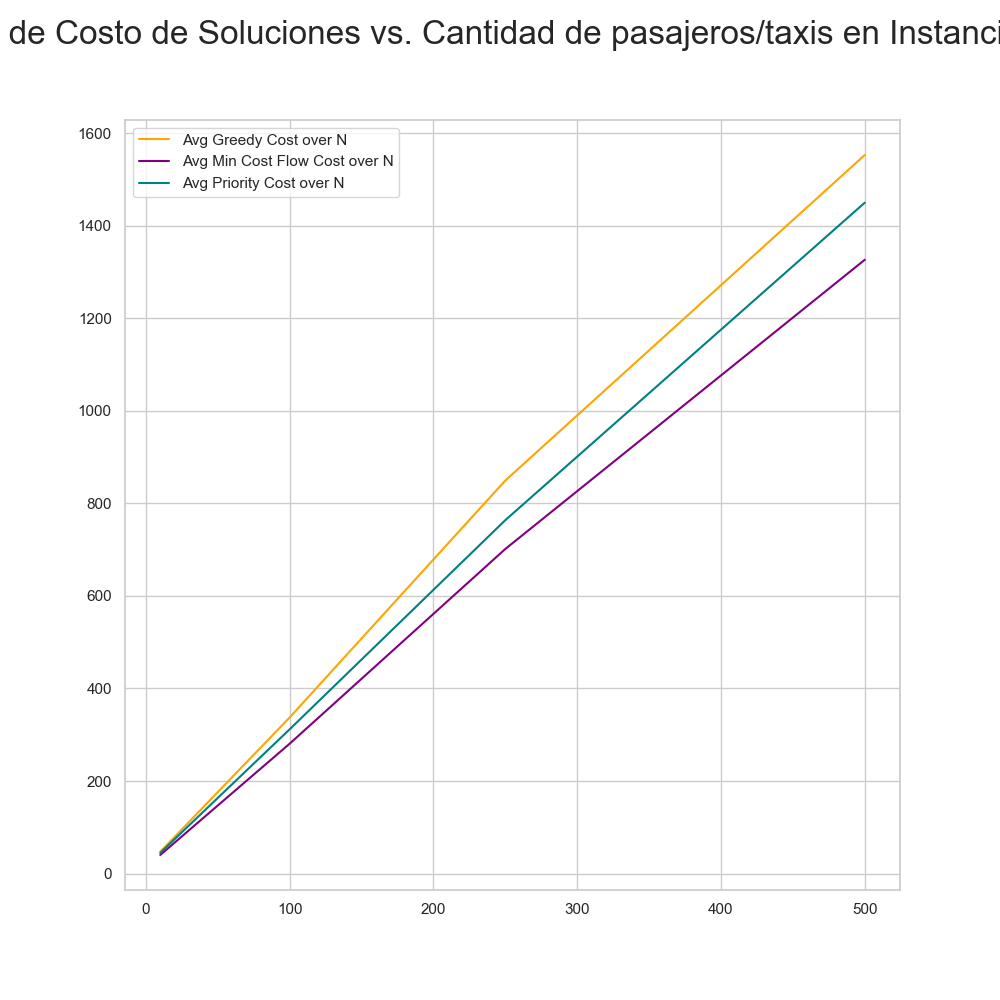 de Costo de Soluciones vs. Cantidad de pasajeros/taxis en Instanci
Avg Greedy Cost over N
Avg Min Cost Flow Cost over N
Avg Priority Cost over N
1600
1400
1200
1000
800
600
400
200
0
0 100 200 300 400 500